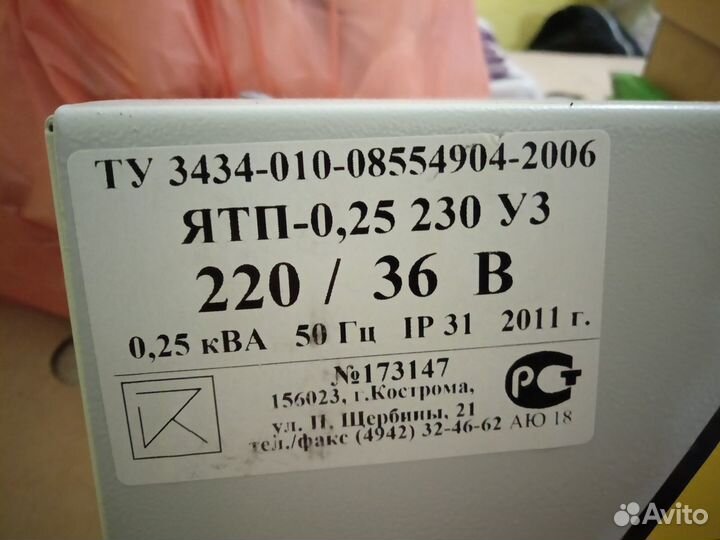 ТУ 3434-010-08554904-2006
ЯТП-0,25 230 У3
220 / 36 В
0,25 кВА 50 Гц IP 31 2011 г.
№173147
156023, г.Кострома,
ул. П. Щербины, 21
тел./факс (4942) 32-46-62
РСТ
АЮ 18
Avito